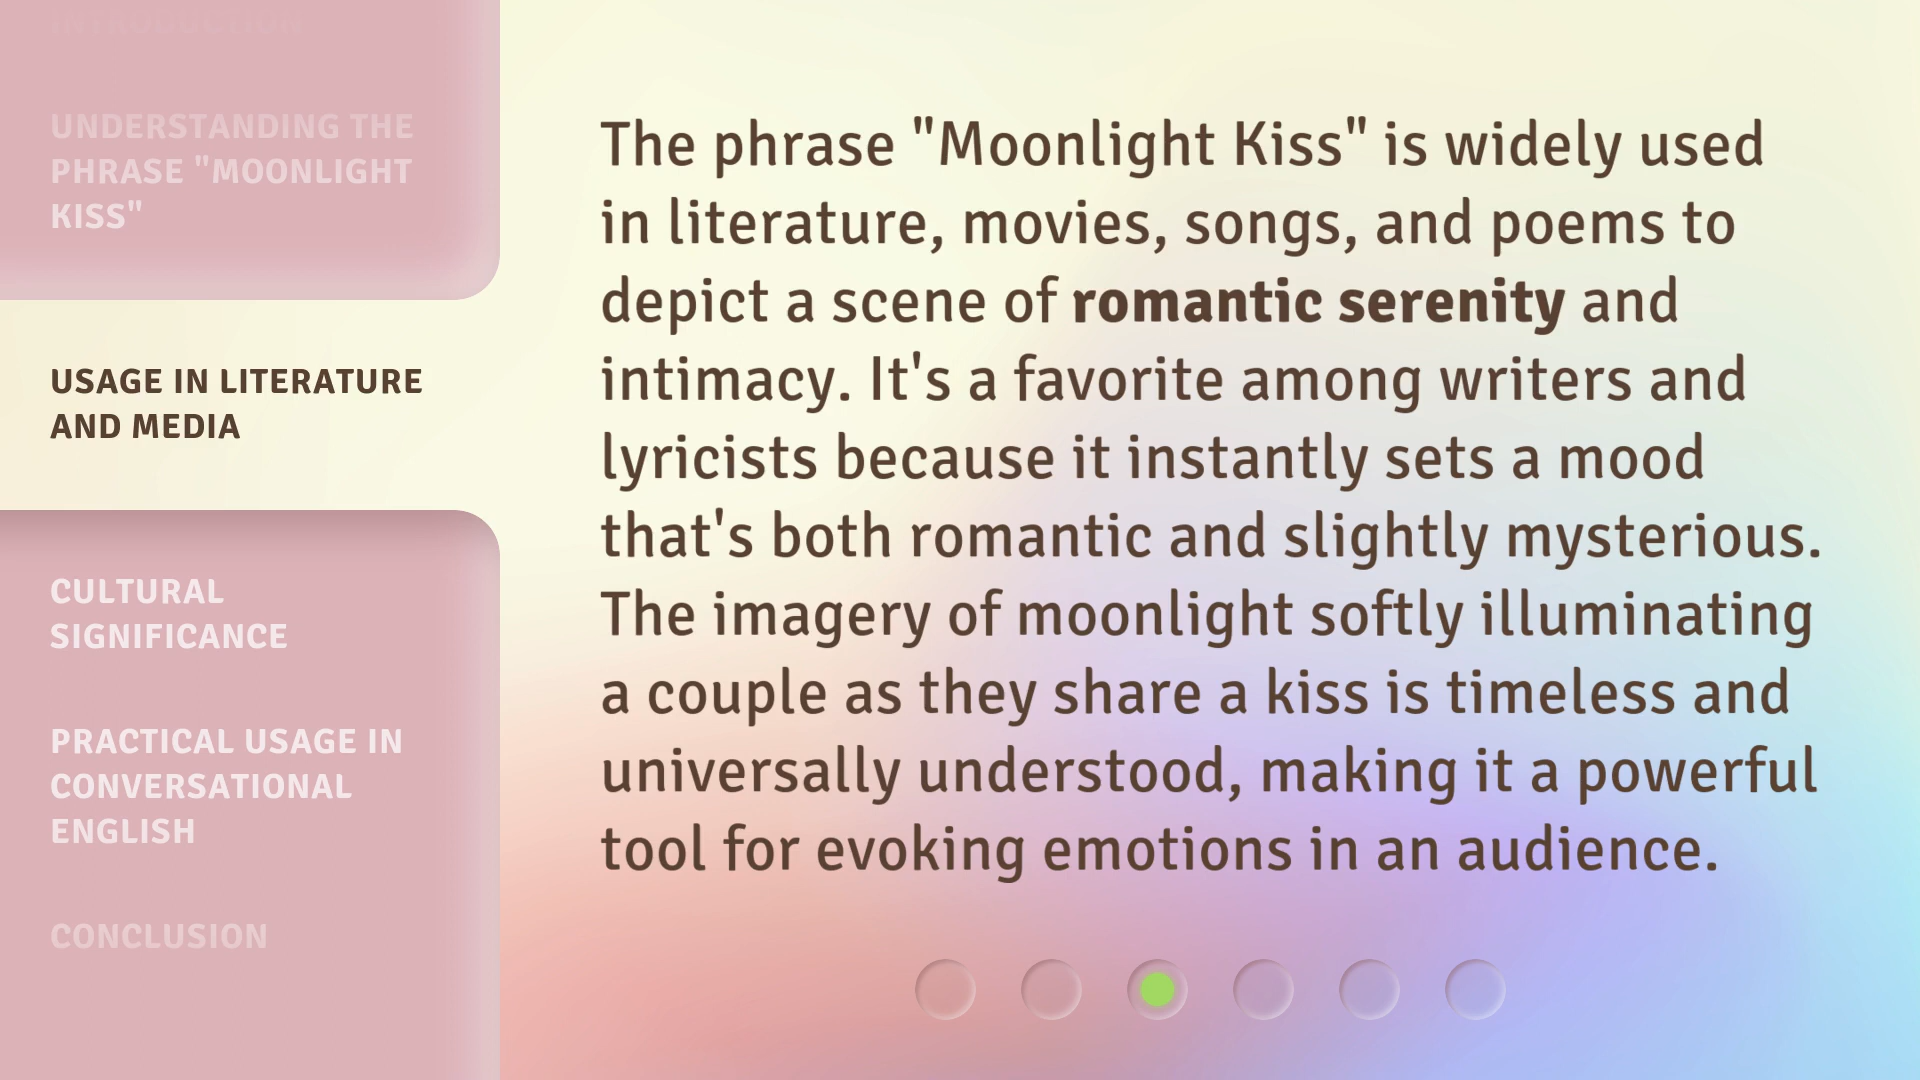 INTRODUCTION
UNDERSTANDING THE
PHRASE "MOONLIGHT
KISS"
USAGE IN LITERATURE
AND MEDIA
CULTURAL
SIGNIFICANCE
PRACTICAL USAGE IN
CONVERSATIONAL
ENGLISH
CONCLUSION
The phrase "Moonlight Kiss" is widely used
in literature, movies, songs, and poems to
depict a scene of romantic serenity and
intimacy. It's a favorite among writers and
lyricists because it instantly sets a mood
that's both romantic and slightly mysterious.
The imagery of moonlight softly illuminating
a couple as they share a kiss is timeless and
universally understood, making it a powerful
tool for evoking emotions in an audience.